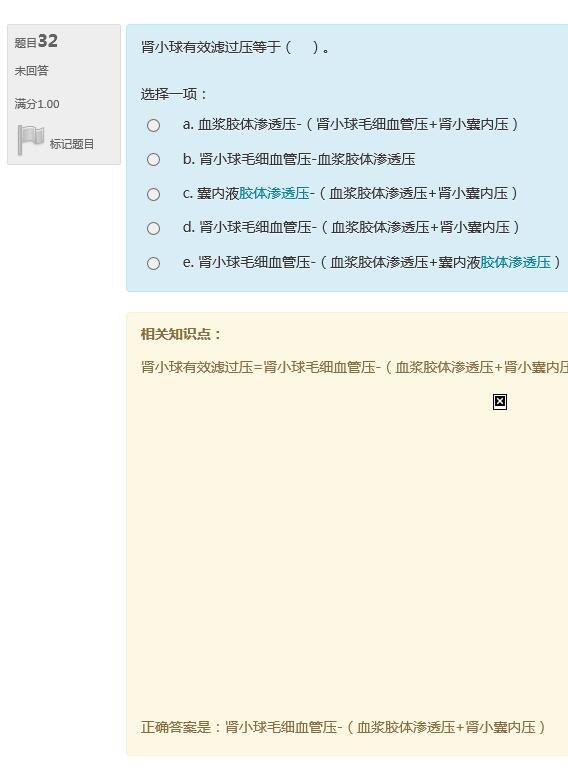 题目32
未回答
满分1.00
标记题目
肾小球有效滤过压等于（ ）。
选择一项：
a. 血浆胶体渗透压-（肾小球毛细血管压+肾小囊内压）
b. 肾小球毛细血管压-血浆胶体渗透压
c. 囊内液胶体渗透压-（血浆胶体渗透压+肾小囊内压）
d. 肾小球毛细血管压-（血浆胶体渗透压+肾小囊内压）
e. 肾小球毛细血管压-（血浆胶体渗透压+囊内液胶体渗透压）
相关知识点：
肾小球有效滤过压=肾小球毛细血管压-（血浆胶体渗透压+肾小囊内压
正确答案是：肾小球毛细血管压-（血浆胶体渗透压+肾小囊内压）